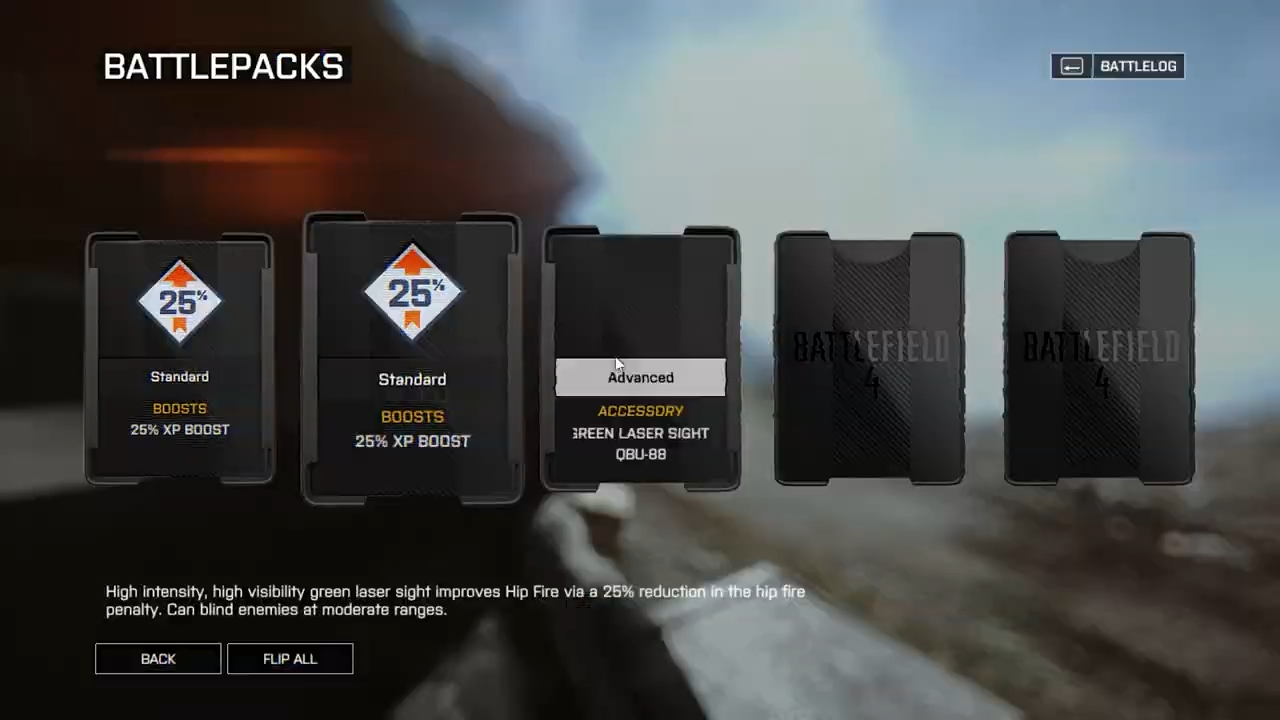 BATTLEPACKS
BATTLELOG
25%
Standard
BOOSTS
25% XP BOOST
25%
Standard
BOOSTS
25% XP BOOST
Advanced
ACCESSORY
GREEN LASER SIGHT
QBU-88
BATTLEFIELD
4
BATTLEFIELD
4
High intensity, high visibility green laser sight improves Hip Fire via a 25% reduction in the hip fire
penalty. Can blind enemies at moderate ranges.
BACK
FLIP ALL